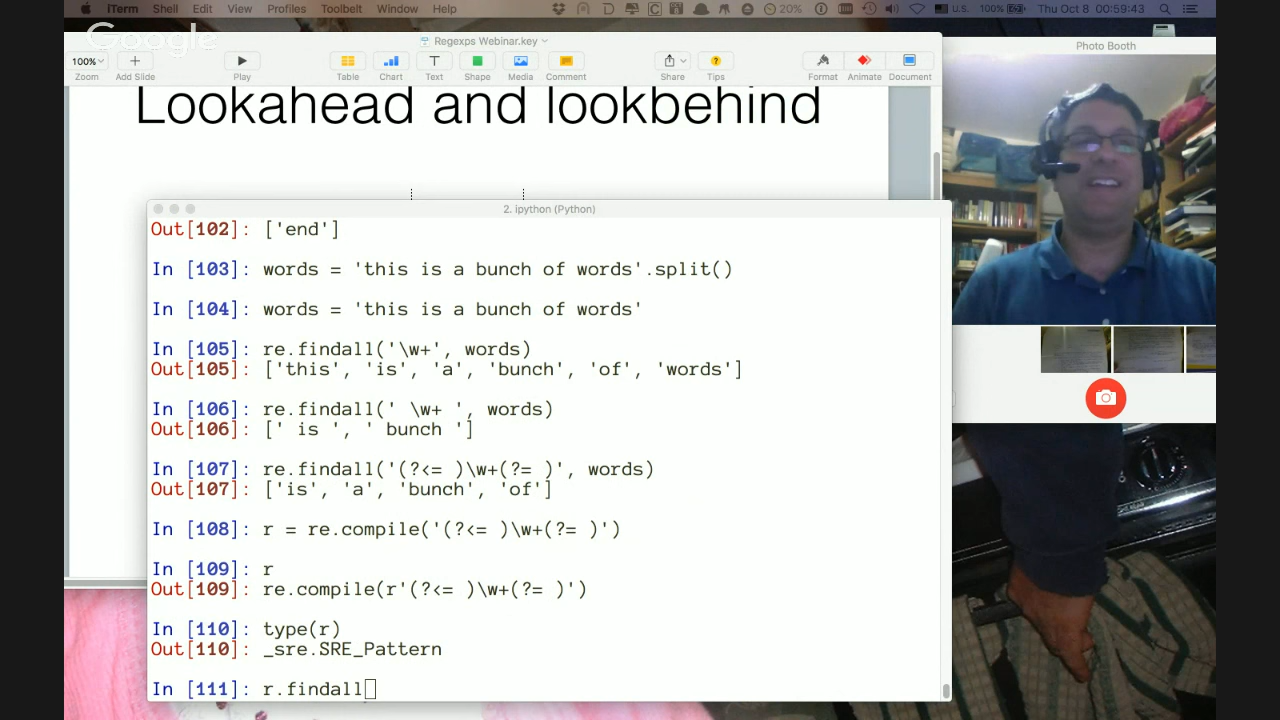 iTerm Shell Edit View Profiles Toolbelt Window Help 20% U.S. 100% Thu Oct 8 00:59:43
Google
Regexps Webinar.key
Photo Booth
100%
Zoom Add Slide Play Table Chart Text Shape Media Comment Share Tips Format Animate Document
Lookahead and lookbehind
2. ipython (Python)
Out[102]: ['end']
In [103]: words = 'this is a bunch of words'.split()
In [104]: words = 'this is a bunch of words'
In [105]: re.findall('\w+', words)
Out[105]: ['this', 'is', 'a', 'bunch', 'of', 'words']
In [106]: re.findall(' \w+ ', words)
Out[106]: [' is ', ' bunch ']
In [107]: re.findall('(?<= )\w+(?= )', words)
Out[107]: ['is', 'a', 'bunch', 'of']
In [108]: r = re.compile('(?<= )\w+(?= )')
In [109]: r
Out[109]: re.compile(r'(?<= )\w+(?= )')
In [110]: type(r)
Out[110]: _sre.SRE_Pattern
In [111]: r.findall